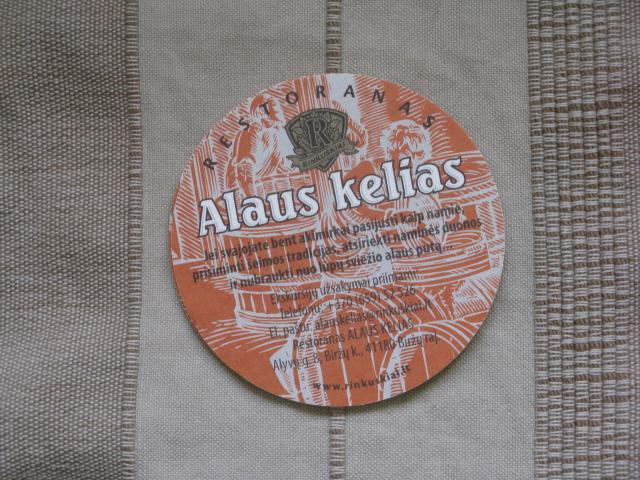 RESTORANAS
R
RINKUŠKIAI
Alaus kelias
Jei svajojate bent akimirkai pasijusti kaip namie,
prisiminti šeimos tradicijas, atsiriekti naminės duonos
ir nubraukti nuo lūpų šviežio alaus putą...
Ekskursijų užsakymai priimami:
Telefonu: +370 (659) 52526
El. paštu: alauskelias@rinkuskiai.lt
Restoranas ALAUS KELIAS
Alyvų g. 8, Biržų k., 41180 Biržų raj.
www.rinkuskiai.lt